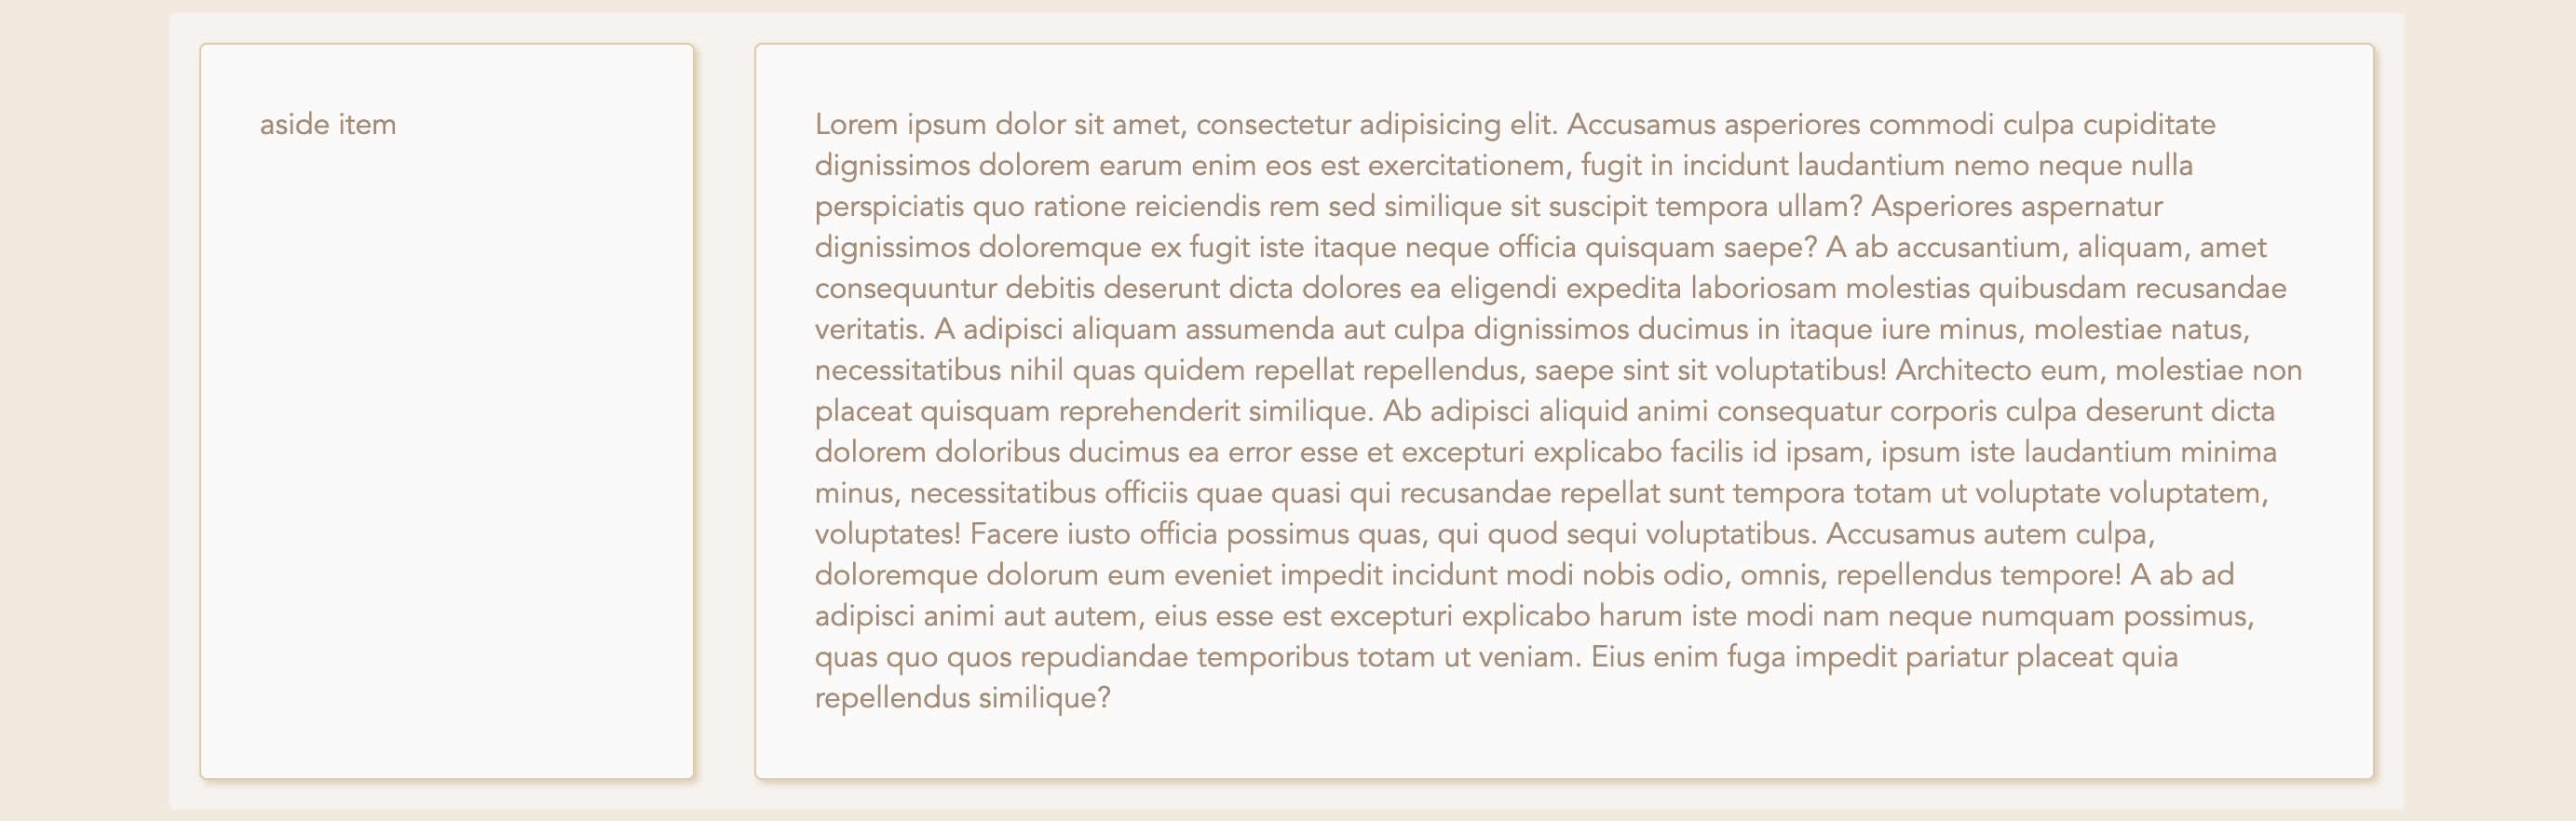 aside item
Lorem ipsum dolor sit amet, consectetur adipisicing elit. Accusamus asperiores commodi culpa cupiditate
dignissimos dolorem earum enim eos est exercitationem, fugit in incidunt laudantium nemo neque nulla
perspiciatis quo ratione reiciendis rem sed similique sit suscipit tempora ullam? Asperiores aspernatur
dignissimos doloremque ex fugit iste itaque neque officia quisquam saepe? A ab accusantium, aliquam, amet
consequuntur debitis deserunt dicta dolores ea eligendi expedita laboriosam molestias quibusdam recusandae
veritatis. A adipisci aliquam assumenda aut culpa dignissimos ducimus in itaque iure minus, molestiae natus,
necessitatibus nihil quas quidem repellat repellendus, saepe sint sit voluptatibus! Architecto eum, molestiae non
placeat quisquam reprehenderit similique. Ab adipisci aliquid animi consequatur corporis culpa deserunt dicta
dolorem doloribus ducimus ea error esse et excepturi explicabo facilis id ipsam, ipsum iste laudantium minima
minus, necessitatibus officiis quae quasi qui recusandae repellat sunt tempora totam ut voluptate voluptatem,
voluptates! Facere iusto officia possimus quas, qui quod sequi voluptatibus. Accusamus autem culpa,
doloremque dolorum eum eveniet impedit incidunt modi nobis odio, omnis, repellendus tempore! A ab ad
adipisci animi aut autem, eius esse est excepturi explicabo harum iste modi nam neque numquam possimus,
quas quo quos repudiandae temporibus totam ut veniam. Eius enim fuga impedit pariatur placeat quia
repellendus similique?